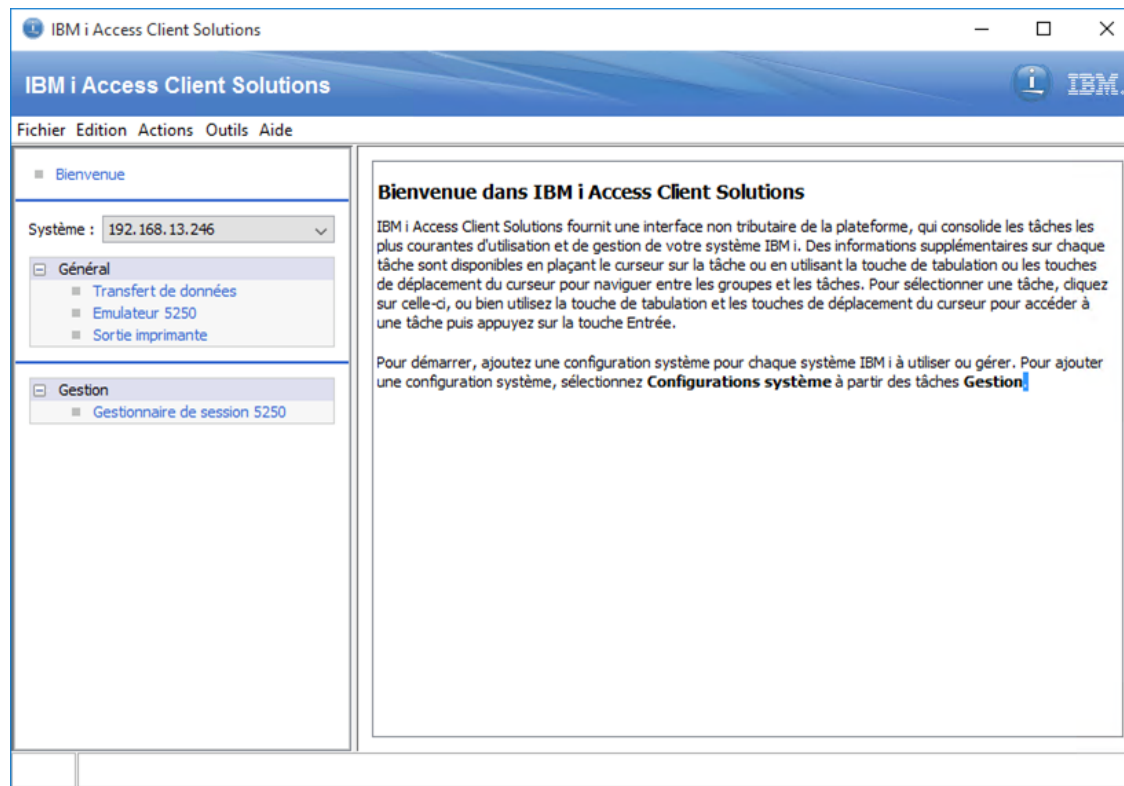 IBM i Access Client Solutions
IBM i Access Client Solutions
IBM.
Fichier Edition Actions Outils Aide
Bienvenue
Système : 192.168.13.246
Général
Transfert de données
Emulateur 5250
Sortie imprimante
Gestion
Gestionnaire de session 5250
Bienvenue dans IBM i Access Client Solutions
IBM i Access Client Solutions fournit une interface non tributaire de la plateforme, qui consolide les tâches les
plus courantes d'utilisation et de gestion de votre système IBM i. Des informations supplémentaires sur chaque
tâche sont disponibles en plaçant le curseur sur la tâche ou en utilisant la touche de tabulation ou les touches
de déplacement du curseur pour naviguer entre les groupes et les tâches. Pour sélectionner une tâche, cliquez
sur celle-ci, ou bien utilisez la touche de tabulation et les touches de déplacement du curseur pour accéder à
une tâche puis appuyez sur la touche Entrée.
Pour démarrer, ajoutez une configuration système pour chaque système IBM i à utiliser ou gérer. Pour ajouter
une configuration système, sélectionnez Configurations système à partir des tâches Gestion.